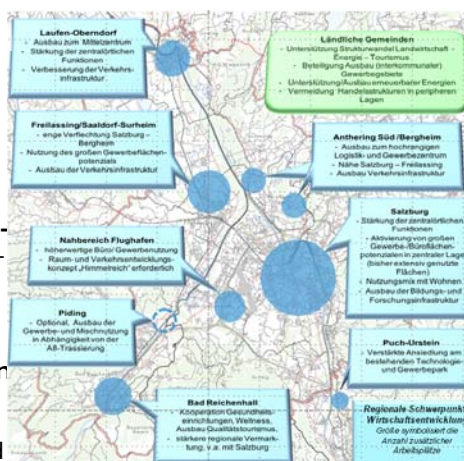 Laufen-Oberndorf
- Ausbau zum Mittelzentrum
- Stärkung der zentralörtlichen
Funktionen
- Verbesserung der Verkehrs-
infrastruktur
Ländliche Gemeinden
- Unterstützung Strukturwandel Landwirtschaft –
Energie – Tourismus
- Beteiligung Ausbau (interkommunaler)
Gewerbegebiete
- Unterstützung/Ausbau erneuerbarer Energien
- Vermeidung Handelsstrukturen in peripheren
Lagen
Freilassing/Saaldorf-Surheim
- enge Verflechtung Salzburg –
Bergheim
- Nutzung des großen Gewerbeflächen-
potenzials
- Ausbau der Verkehrsinfrastruktur
Anthering Süd/Bergheim
- Ausbau zum hochrangigen
Logistik- und Gewerbezentrum
- Nähe Salzburg – Freilassing
- Ausbau Verkehrsinfrastruktur
Nahbereich Flughafen
- höherwertige Büro/Gewerbenutzung
- Raum- und Verkehrsentwicklungs-
konzept „Himmelreich" erforderlich
Salzburg
- Stärkung der zentralörtlichen
Funktionen
- Aktivierung von großen
Gewerbe-/Büroflächen-
potenzialen in zentraler Lage
(bisher extensiv genutzte
Flächen)
- Nutzungsmix mit Wohnen
- Ausbau der Bildungs- und
Forschungsinfrastruktur
Piding
- Optional, Ausbau der
Gewerbe- und Mischnutzung
in Abhängigkeit von der
A8-Trassierung
Puch-Urstein
- Verstärkte Ansiedlung am
bestehenden Technologie-
und Gewerbepark
Bad Reichenhall
- Kooperation Gesundheits-
einrichtungen, Wellness,
Ausbau Qualitätstourismus,
- stärkere regionale Vermark-
tung, v.a. mit Salzburg
Regionale Schwerpunkt
Wirtschaftsentwicklung
Größe symbolisiert die
Anzahl zusätzlicher
Arbeitsplätze